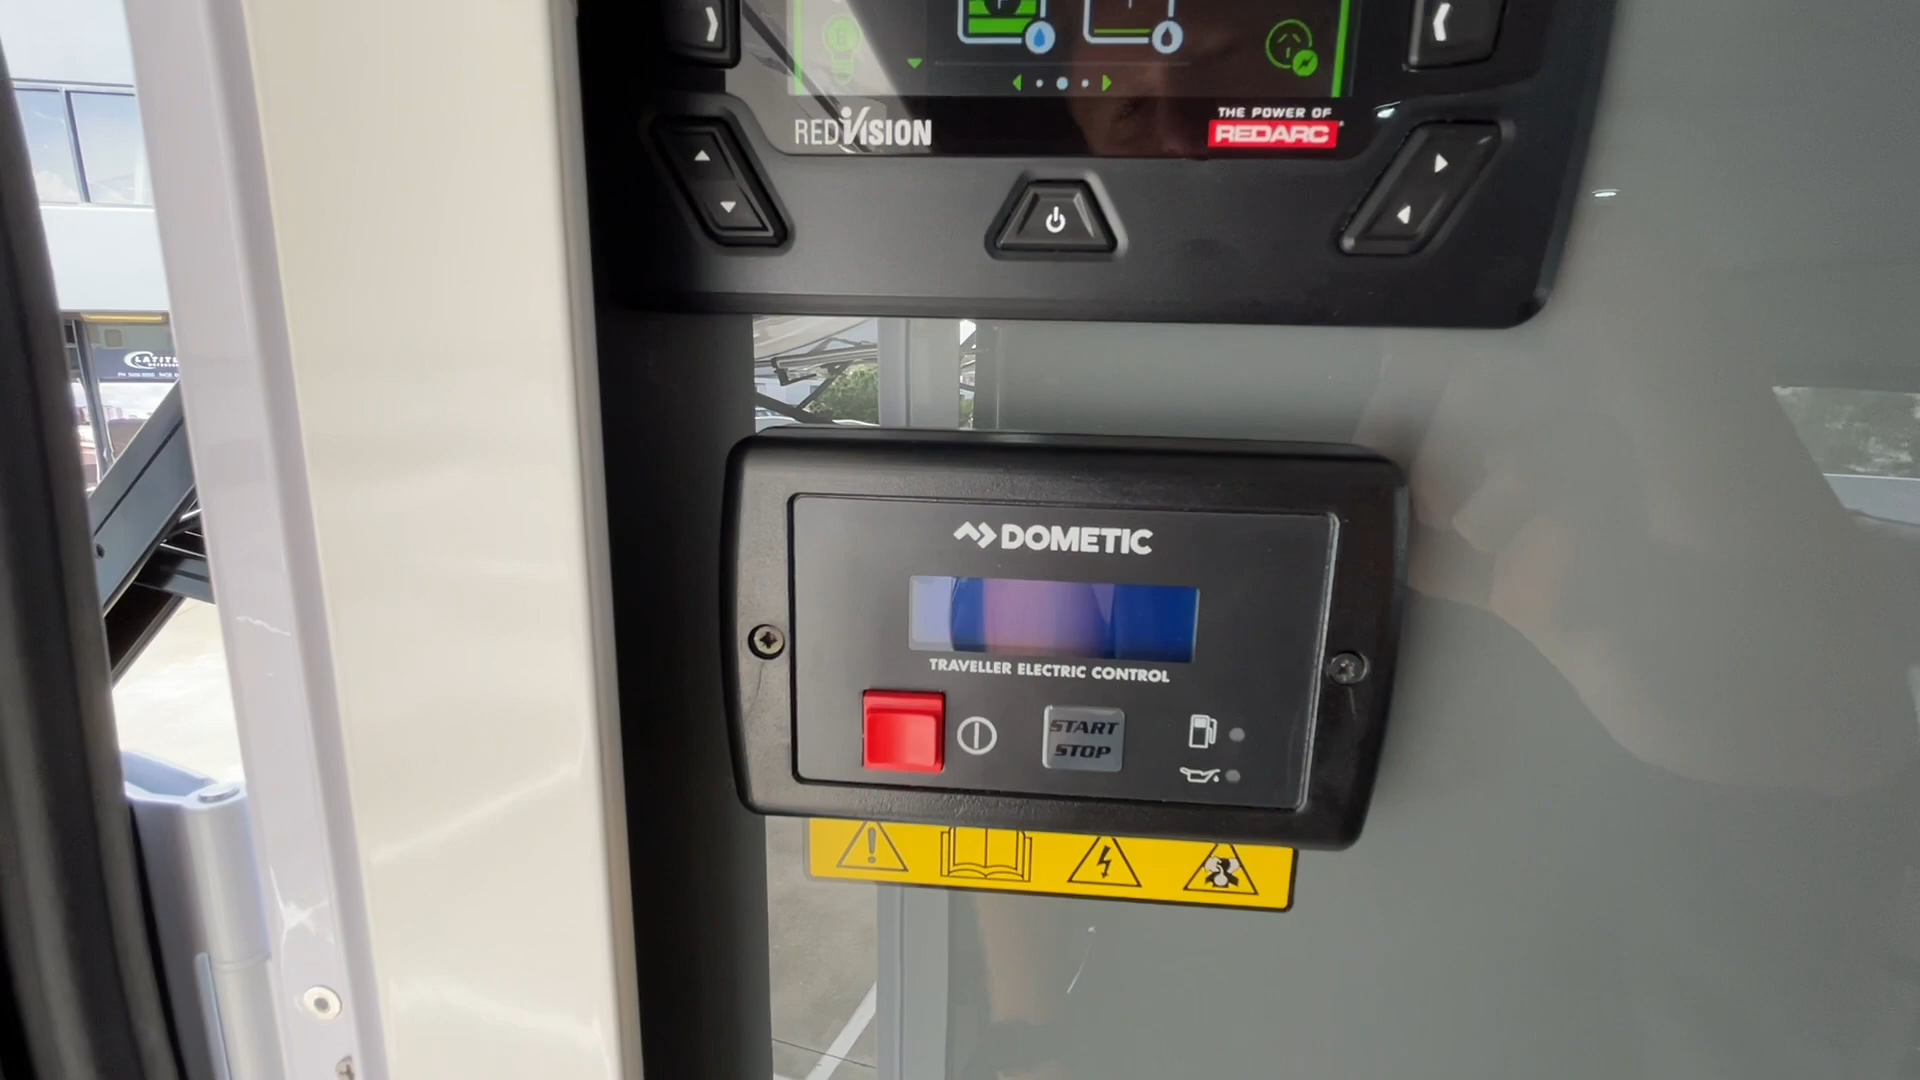 THE POWER OF
REDVISION
REDARC
DOMETIC
TRAVELLER ELECTRIC CONTROL
START
STOP